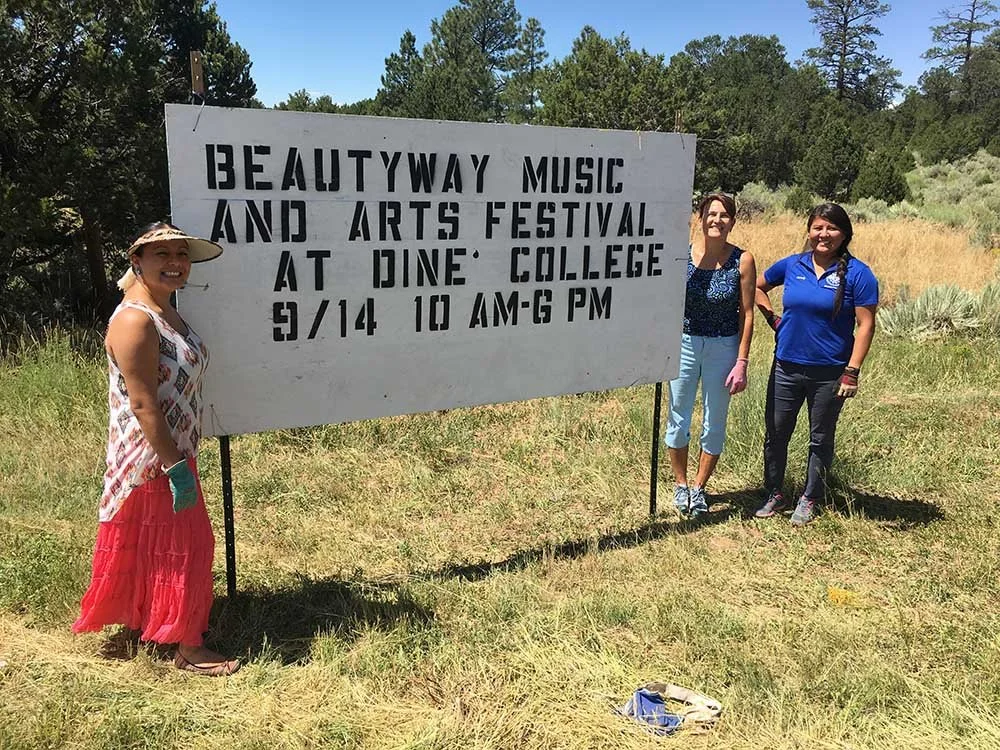 BEAUTYWAY MUSIC
AND ARTS FESTIVAL
AT DINE' COLLEGE
9/14 10 AM-6 PM